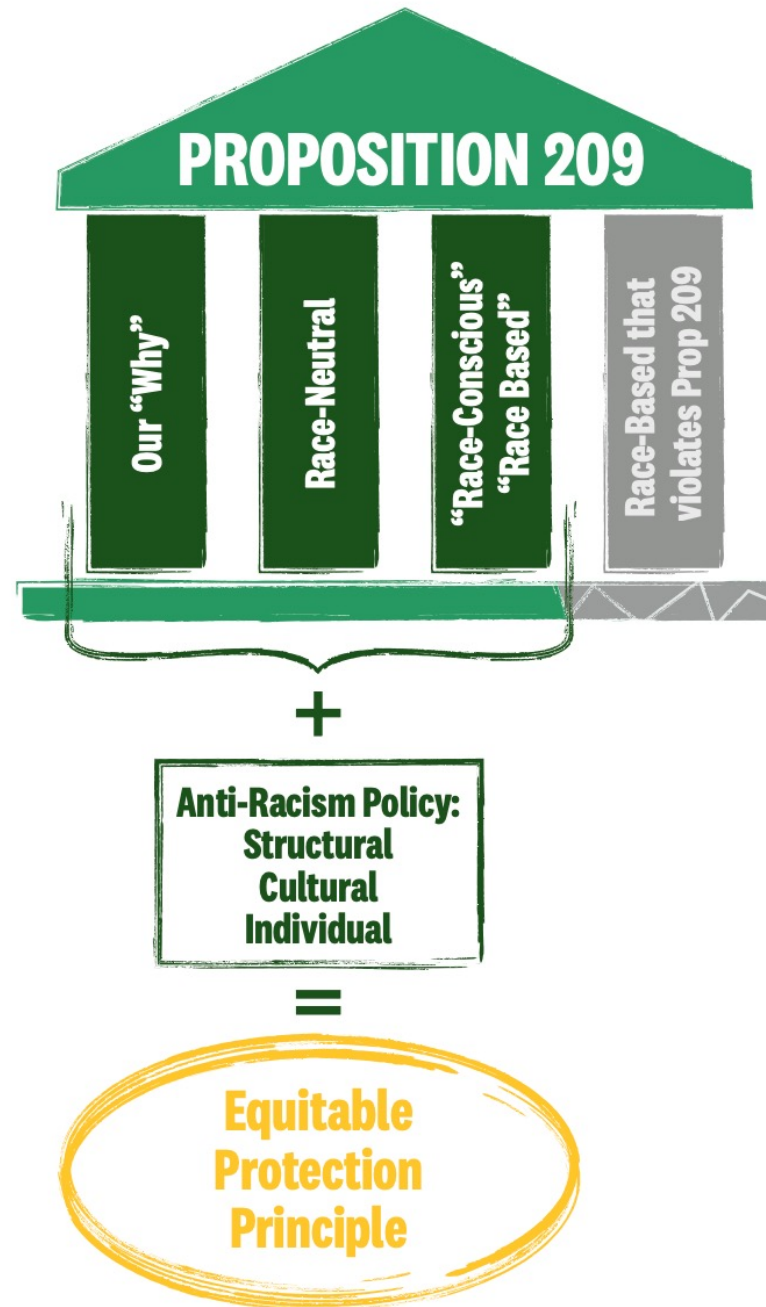 PROPOSITION 209
Our “Why”
Race-Neutral
“Race-Conscious”
“Race Based”
Race-Based that
violates Prop 209
+
Anti-Racism Policy:
Structural
Cultural
Individual
=
Equitable
Protection
Principle